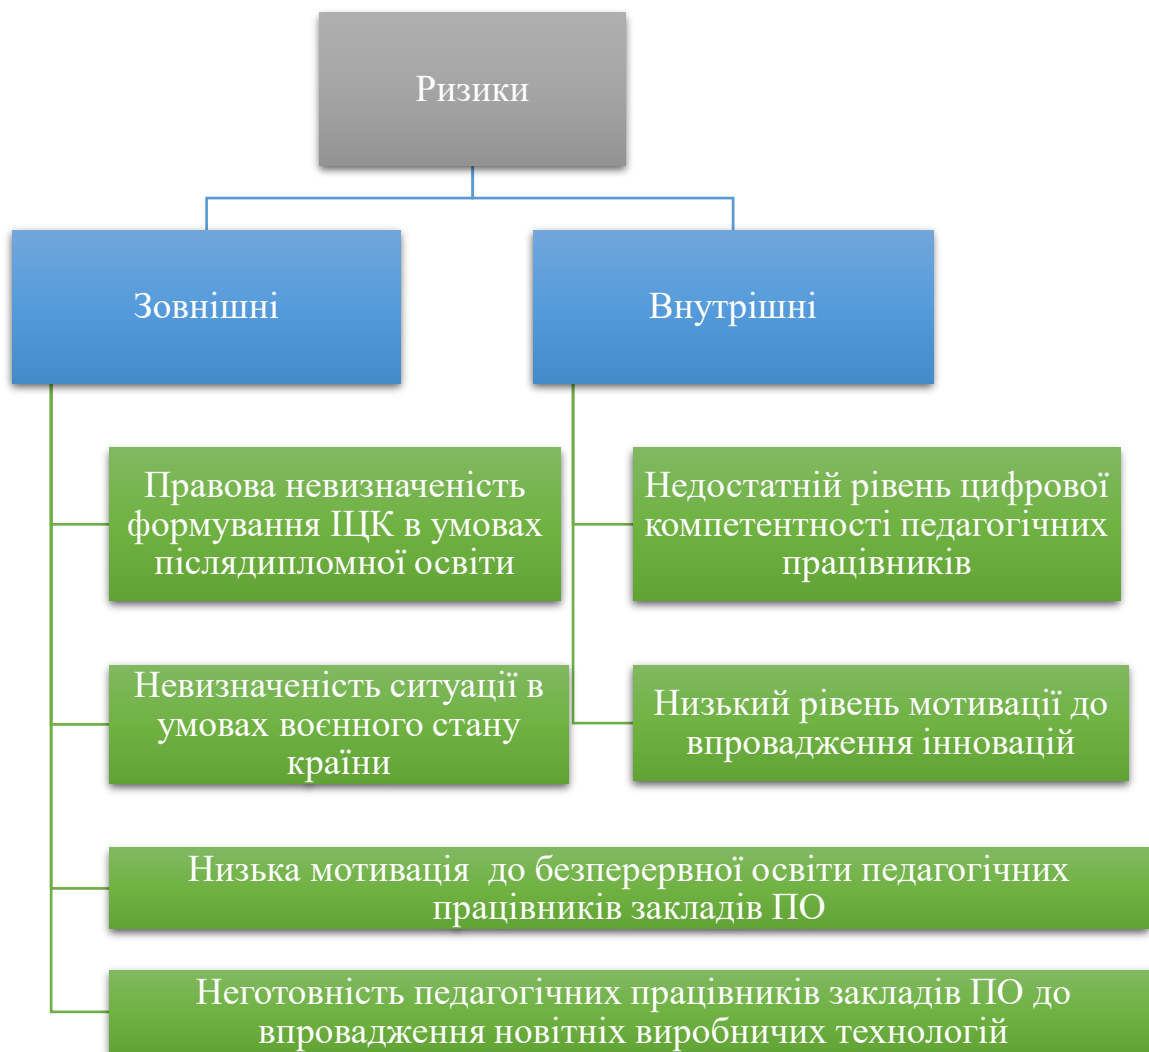 Ризики
Зовнішні
Внутрішні
Правова невизначеність
формування ІЦК в умовах
післядипломної освіти
Недостатній рівень цифрової
компетентності педагогічних
працівників
Невизначеність ситуації в
умовах воєнного стану
країни
Низький рівень мотивації до
впровадження інновацій
Низька мотивація  до безперервної освіти педагогічних
працівників закладів ПО
Неготовність педагогічних працівників закладів ПО до
впровадження новітніх виробничих технологій